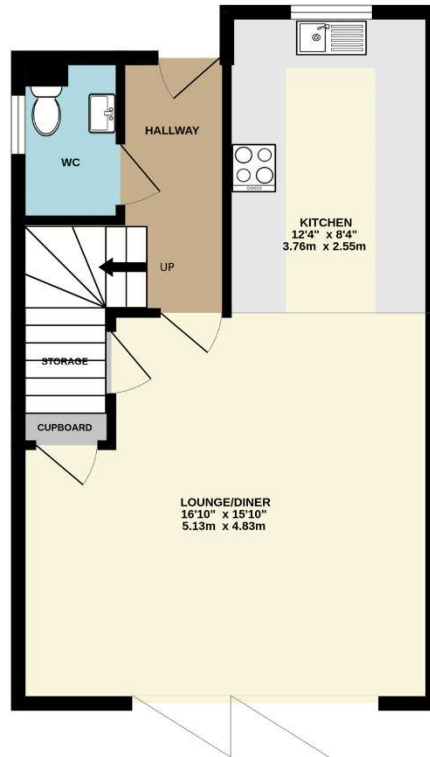 HALLWAY
WC
KITCHEN
12'4" x 8'4"
3.76m x 2.55m
UP
STORAGE
CUPBOARD
LOUNGE/DINER
16'10" x 15'10"
5.13m x 4.83m